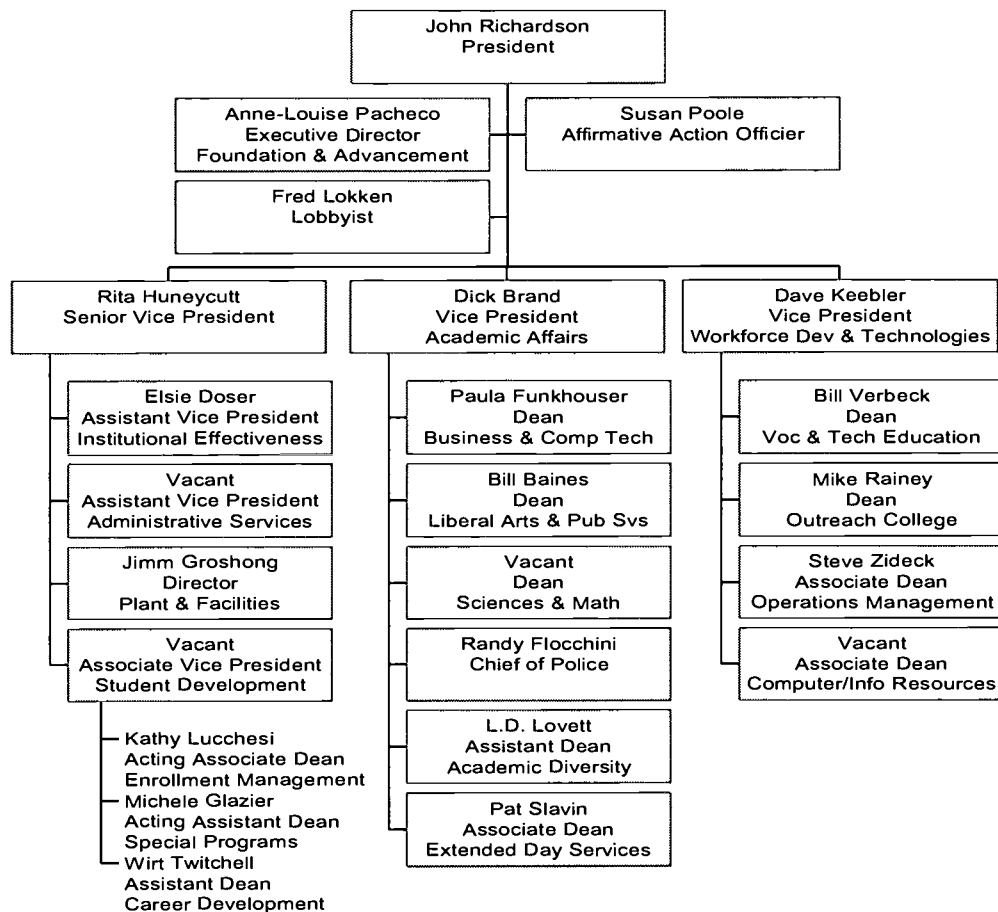 John Richardson
President
Anne-Louise Pacheco
Executive Director
Foundation & Advancement
Susan Poole
Affirmative Action Officier
Fred Lokken
Lobbyist
Rita Huneycutt
Senior Vice President
Dick Brand
Vice President
Academic Affairs
Dave Keebler
Vice President
Workforce Dev & Technologies
Elsie Doser
Assistant Vice President
Institutional Effectiveness
Vacant
Assistant Vice President
Administrative Services
Jimm Groshong
Director
Plant & Facilities
Vacant
Associate Vice President
Student Development
Kathy Lucchesi
Acting Associate Dean
Enrollment Management
Michele Glazier
Acting Assistant Dean
Special Programs
Wirt Twitchell
Assistant Dean
Career Development
Paula Funkhouser
Dean
Business & Comp Tech
Bill Baines
Dean
Liberal Arts & Pub Svs
Vacant
Dean
Sciences & Math
Randy Flocchini
Chief of Police
L.D. Lovett
Assistant Dean
Academic Diversity
Pat Slavin
Associate Dean
Extended Day Services
Bill Verbeck
Dean
Voc & Tech Education
Mike Rainey
Dean
Outreach College
Steve Zideck
Associate Dean
Operations Management
Vacant
Associate Dean
Computer/Info Resources